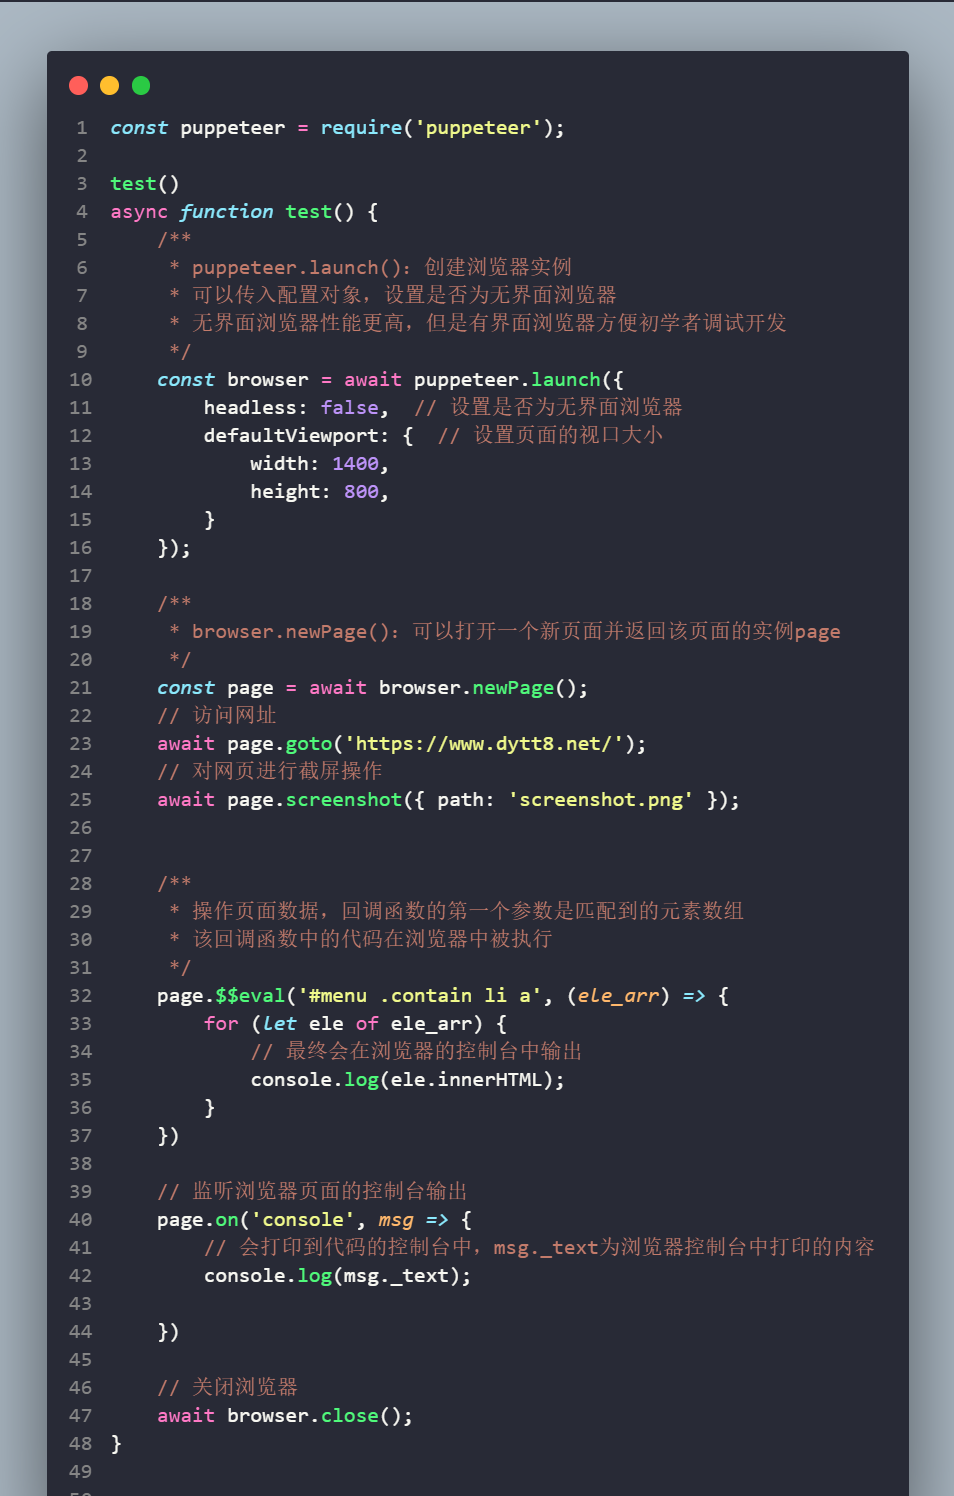 1 const puppeteer = require('puppeteer');
2
3 test()
4 async function test() {
5     /**
6      * puppeteer.launch(): 创建浏览器实例
7      * 可以传入配置对象，设置是否为无界面浏览器
8      * 无界面浏览器性能更高，但是有界面浏览器方便初学者调试开发
9      */
10     const browser = await puppeteer.launch({
11         headless: false,  // 设置是否为无界面浏览器
12         defaultViewport: {  // 设置页面的视口大小
13             width: 1400,
14             height: 800,
15         }
16     });
17
18     /**
19      * browser.newPage(): 可以打开一个新页面并返回该页面的实例page
20      */
21     const page = await browser.newPage();
22     // 访问网址
23     await page.goto('https://www.dytt8.net/');
24     // 对网页进行截屏操作
25     await page.screenshot({ path: 'screenshot.png' });
26
27
28     /**
29      * 操作页面数据，回调函数的第一个参数是匹配到的元素数组
30      * 该回调函数中的代码在浏览器中被执行
31      */
32     page.$$eval('#menu .contain li a', (ele_arr) => {
33         for (let ele of ele_arr) {
34             // 最终会在浏览器的控制台中输出
35             console.log(ele.innerHTML);
36         }
37     })
38
39     // 监听浏览器页面的控制台输出
40     page.on('console', msg => {
41         // 会打印到代码的控制台中，msg._text为浏览器控制台中打印的内容
42         console.log(msg._text);
43
44     })
45
46     // 关闭浏览器
47     await browser.close();
48 }
49